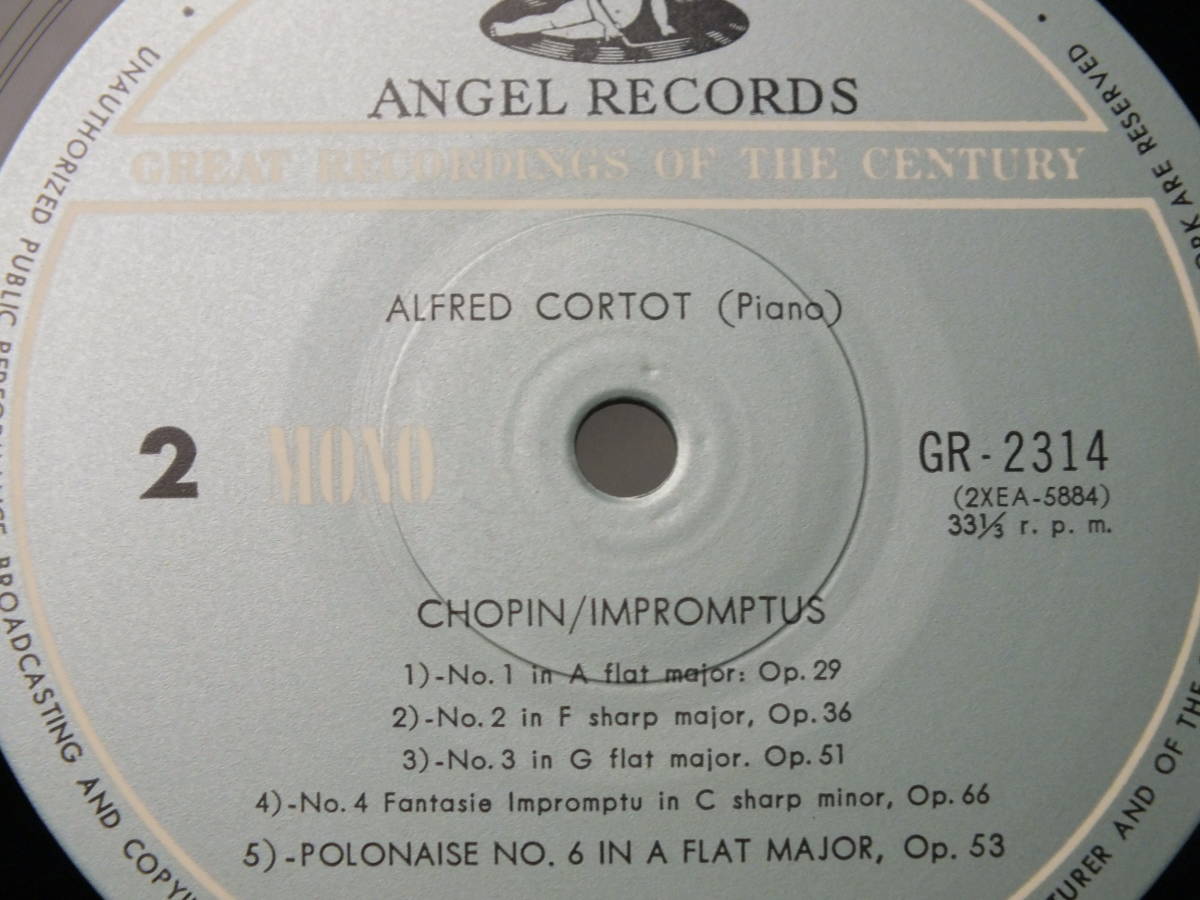 ANGEL RECORDS
GREAT RECORDINGS OF THE CENTURY
ALFRED CORTOT (Piano)
2 MONO
GR-2314
(2XEA-5884)
33⅓ r. p. m.
CHOPIN/IMPROMPTUS
1)-No. 1 in A flat major: Op. 29
2)-No. 2 in F sharp major, Op. 36
3)-No. 3 in G flat major. Op. 51
4)-No. 4 Fantasie Impromptu in C sharp minor, Op. 66
5)-POLONAISE NO. 6 IN A FLAT MAJOR, Op. 53
UNAUTHORIZED PUBLIC PERFORMANCE BROADCASTING AND
AND OF THE
ARE RESERVED